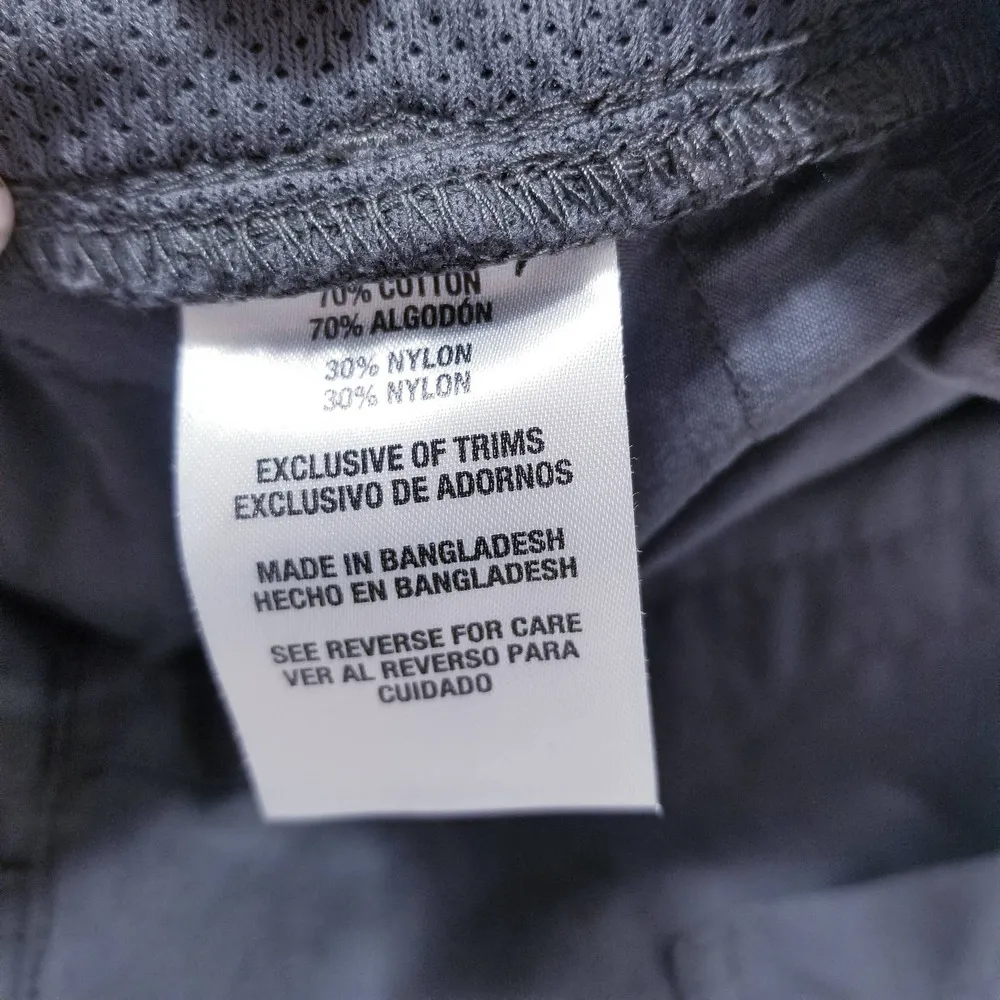 70% COTTON
70% ALGODÓN
30% NYLON
30% NYLON
EXCLUSIVE OF TRIMS
EXCLUSIVO DE ADORNOS
MADE IN BANGLADESH
HECHO EN BANGLADESH
SEE REVERSE FOR CARE
VER AL REVERSO PARA
CUIDADO